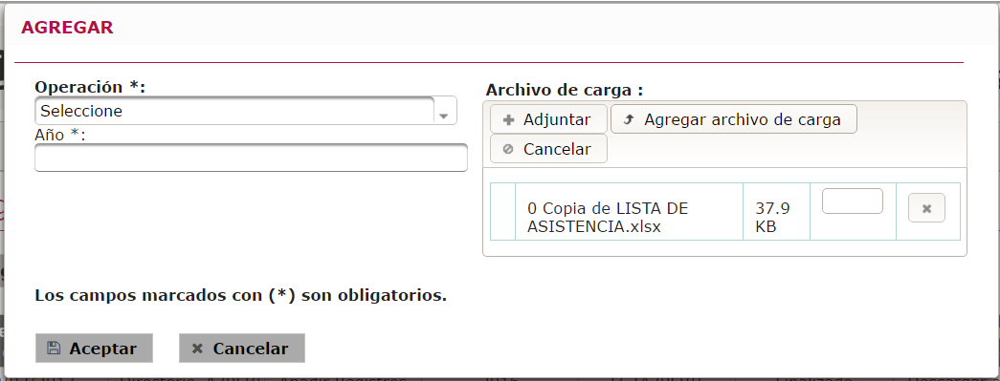 AGREGAR
Operación *:
Seleccione
Año *:
Archivo de carga :
Adjuntar
Agregar archivo de carga
Cancelar
0 Copia de LISTA DE
ASISTENCIA.xlsx
37.9
KB
Los campos marcados con (*) son obligatorios.
Aceptar
Cancelar